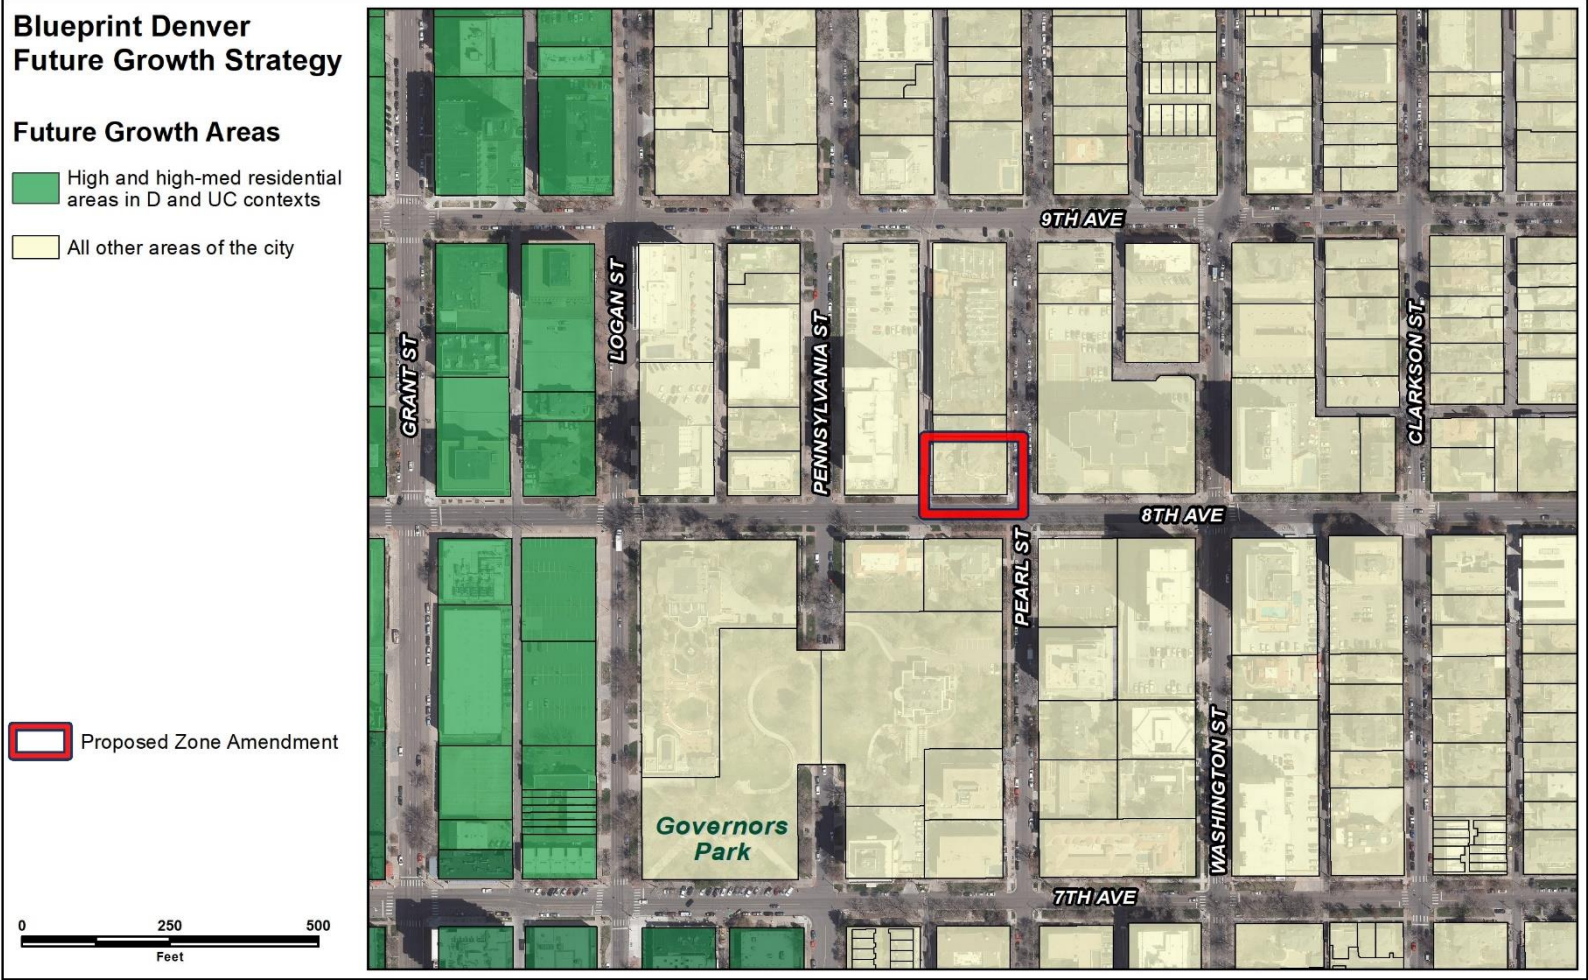 Blueprint Denver
Future Growth Strategy
Future Growth Areas
High and high-med residential
areas in D and UC contexts
All other areas of the city
Proposed Zone Amendment
0 250 500
Feet
9TH AVE
LOGAN ST
GRANT ST
PENNSYLVANIA ST
CLARKSON ST
8TH AVE
PEARL ST
WASHINGTON ST
Governors
Park
7TH AVE